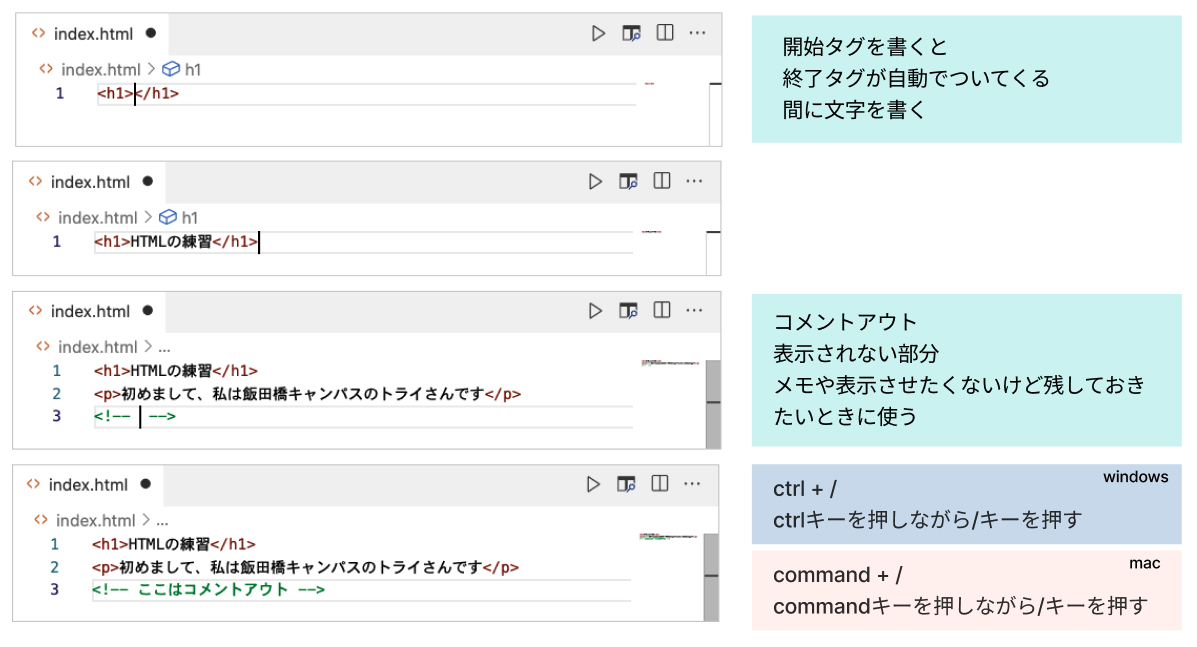 index.html
index.html > h1
1 <h1></h1>
開始タグを書くと
終了タグが自動でついてくる
間に文字を書く
index.html
index.html > h1
1 <h1>HTMLの練習</h1>
index.html
index.html > ...
1 <h1>HTMLの練習</h1>
2 <p>初めまして、私は飯田橋キャンパスのトライさんです</p>
3 <!-- -->
コメントアウト
表示されない部分
メモや表示させたくないけど残しておき
たいときに使う
index.html
index.html > ...
1 <h1>HTMLの練習</h1>
2 <p>初めまして、私は飯田橋キャンパスのトライさんです</p>
3 <!-- ここはコメントアウト -->
windows
ctrl + /
ctrlキーを押しながら/キーを押す
mac
command + /
commandキーを押しながら/キーを押す